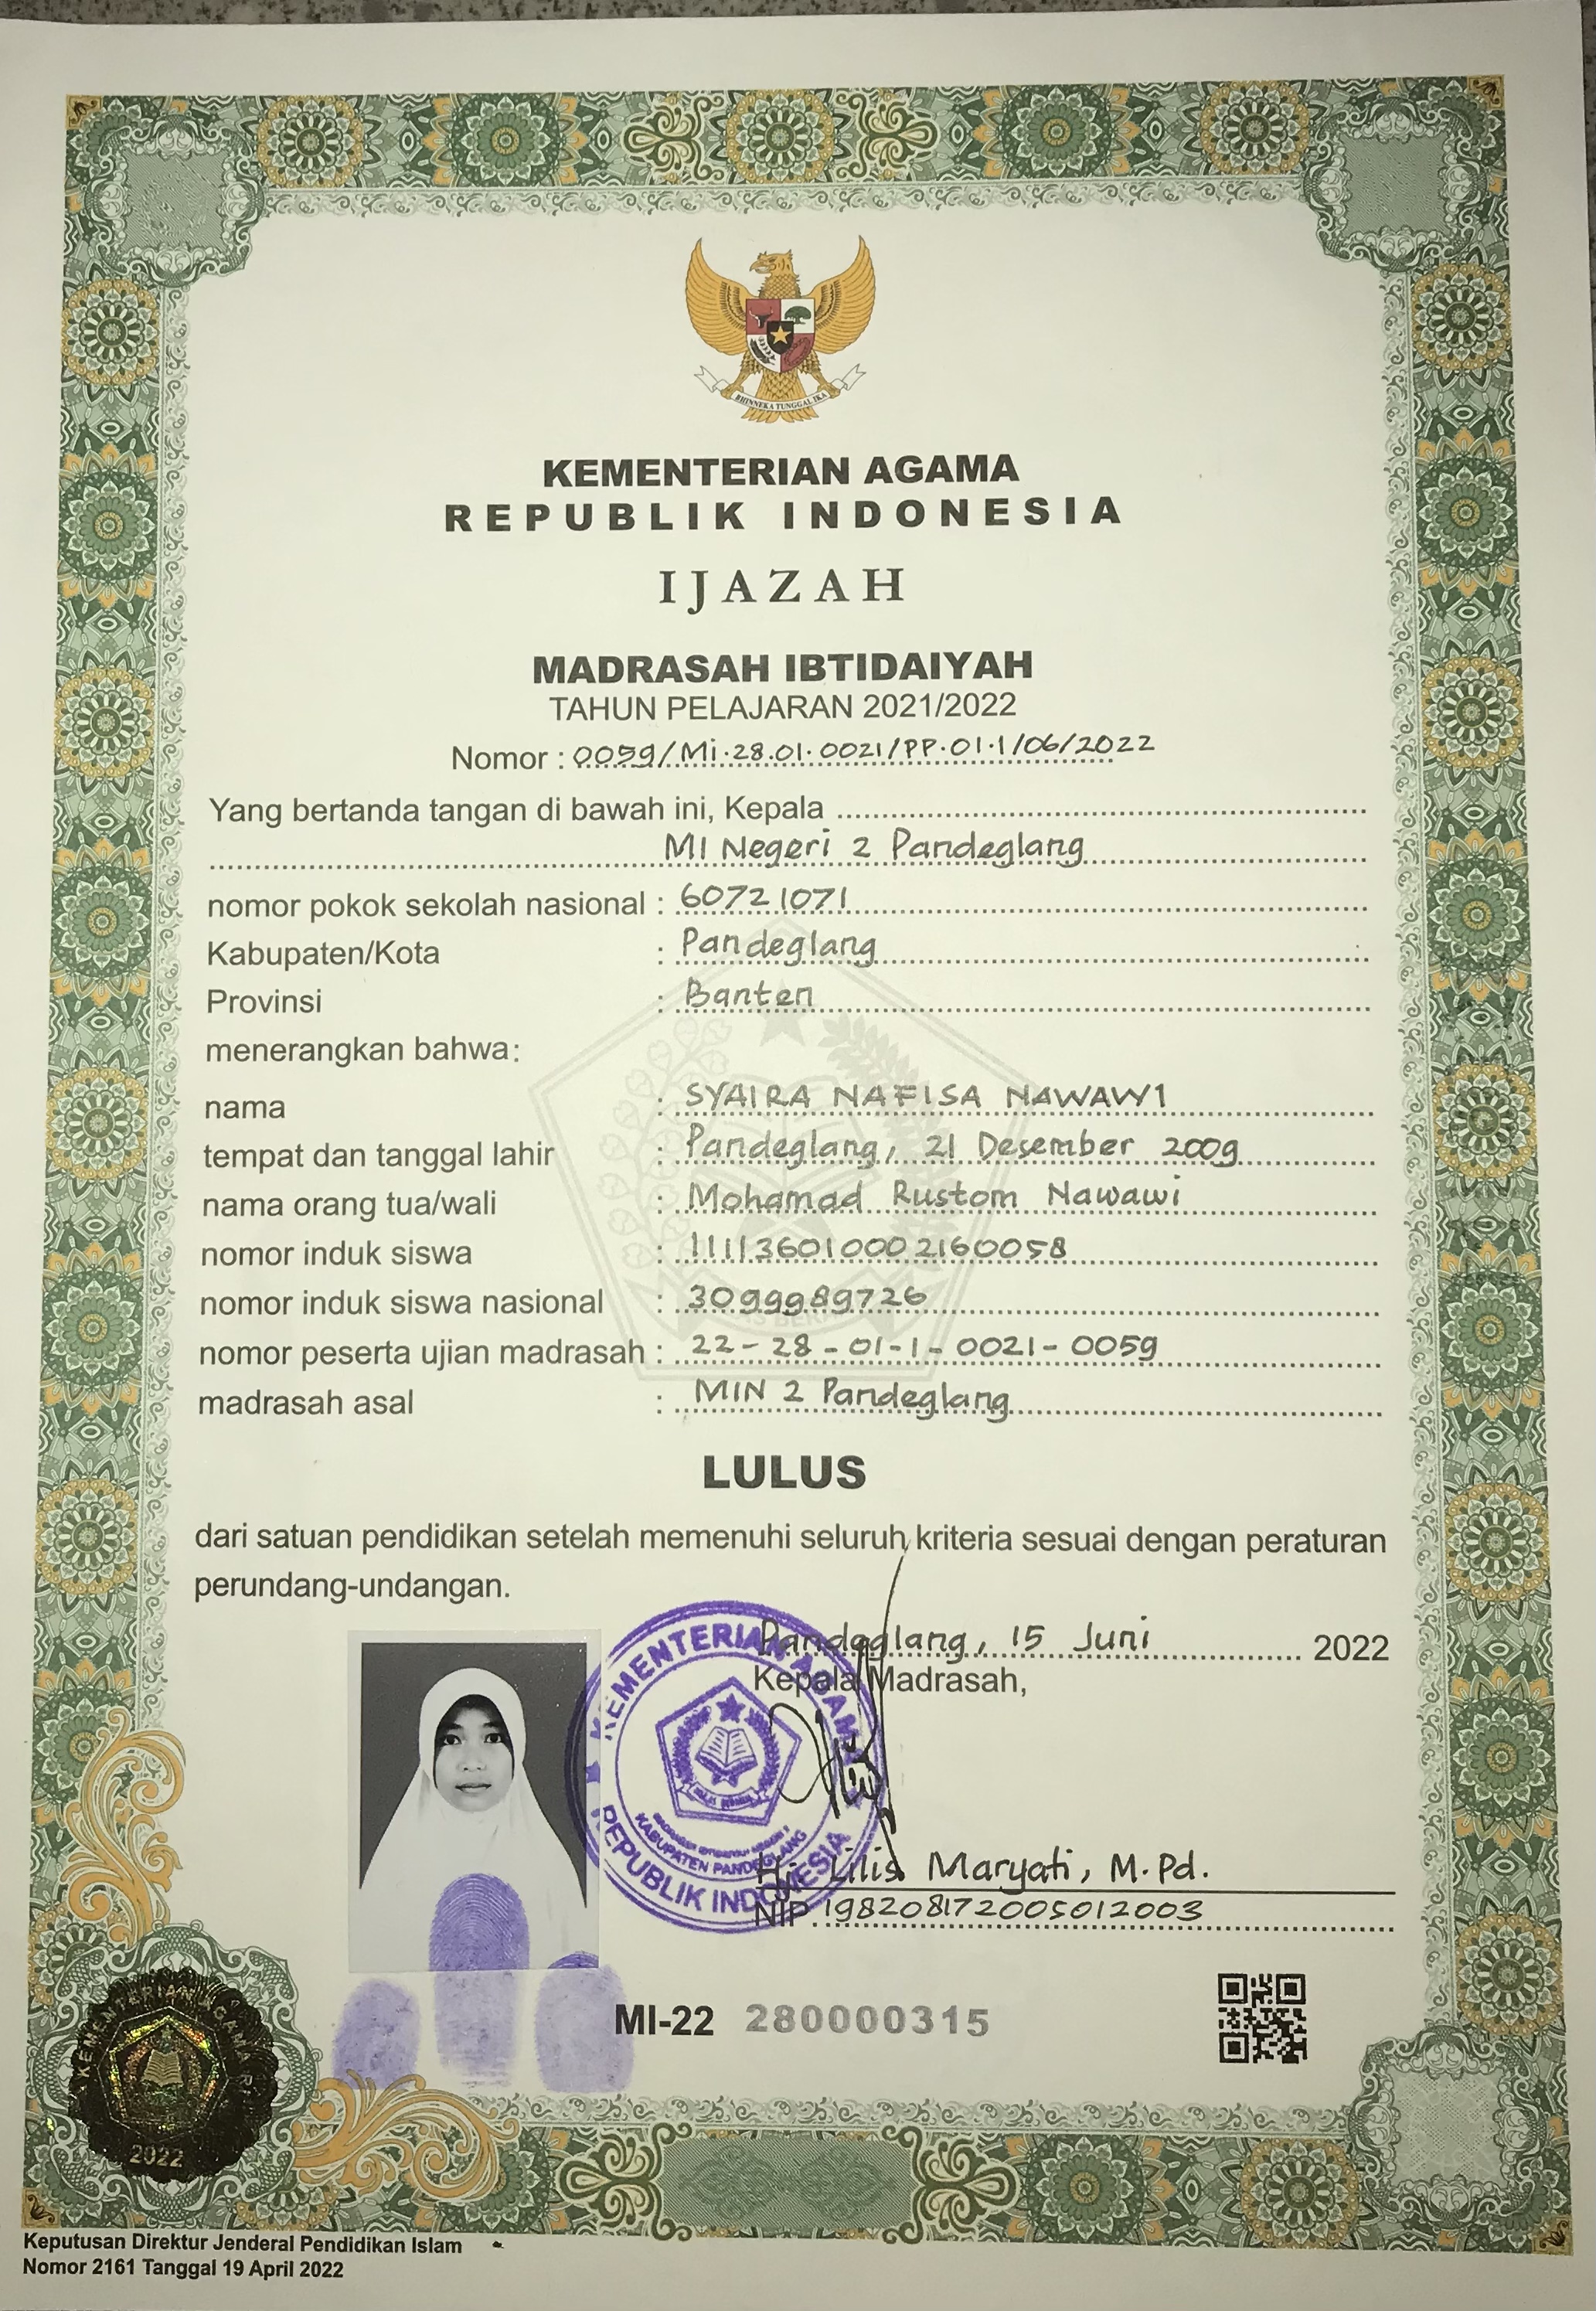 BHINNEKA TUNGGAL IKA
KEMENTERIAN AGAMA
REPUBLIK INDONESIA
IJAZAH
MADRASAH IBTIDAIYAH
TAHUN PELAJARAN 2021/2022
Nomor : 0059/Mi.28.01.0021/PP.01.1/06/2022
Yang bertanda tangan di bawah ini, Kepala
MI Negeri 2 Pandeglang
nomor pokok sekolah nasional : 60721071
Kabupaten/Kota : Pandeglang
Provinsi : Banten
menerangkan bahwa:
nama : SYAIRA NAFISA NAWAWI
tempat dan tanggal lahir : Pandeglang, 21 Desember 2009
nama orang tua/wali : Mohamad Rustom Nawawi
nomor induk siswa : 111136010002160058
nomor induk siswa nasional : 3099989726
nomor peserta ujian madrasah : 22-28-01-1-0021-0059
madrasah asal : MIN 2 Pandeglang
LULUS
dari satuan pendidikan setelah memenuhi seluruh kriteria sesuai dengan peraturan
perundang-undangan.
Pandeglang, 15 Juni 2022
Kepala Madrasah,
KEMENTERIAN AGAMA
KABUPATEN PANDEGLANG
REPUBLIK INDONESIA
Hj. Lilis Maryati, M.Pd.
NIP. 198208172005012003
MI-22 280000315
KEMENTERIAN AGAMA RI
2022
Keputusan Direktur Jenderal Pendidikan Islam
Nomor 2161 Tanggal 19 April 2022